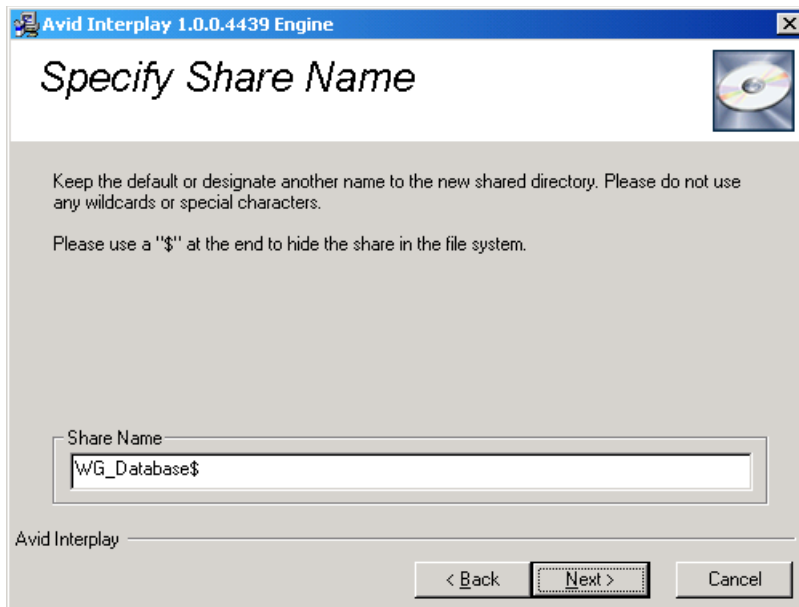 Avid Interplay 1.0.0.4439 Engine
Specify Share Name
Keep the default or designate another name to the new shared directory. Please do not use
any wildcards or special characters.
Please use a "$" at the end to hide the share in the file system.
Share Name
WG_Database$
Avid Interplay
< Back
Next >
Cancel